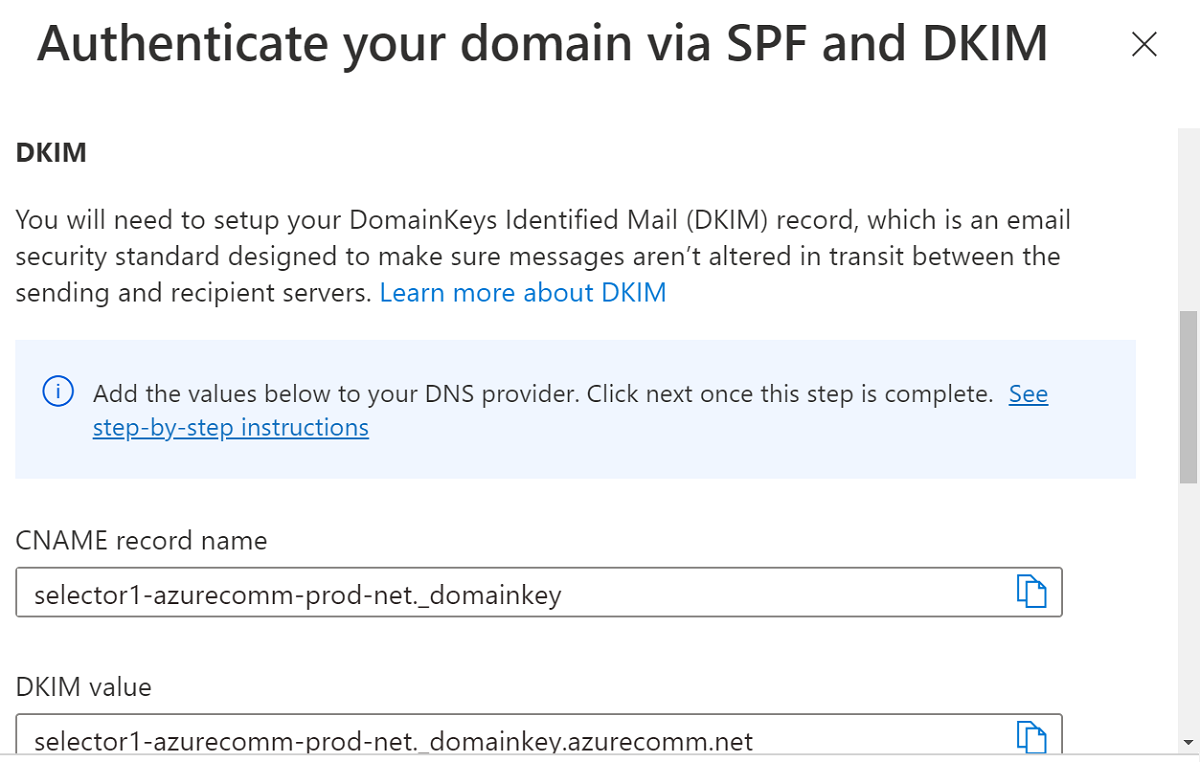 Authenticate your domain via SPF and DKIM
DKIM
You will need to setup your DomainKeys Identified Mail (DKIM) record, which is an email
security standard designed to make sure messages aren’t altered in transit between the
sending and recipient servers. Learn more about DKIM
Add the values below to your DNS provider. Click next once this step is complete. See
step-by-step instructions
CNAME record name
selector1-azurecomm-prod-net._domainkey
DKIM value
selector1-azurecomm-prod-net._domainkey.azurecomm.net